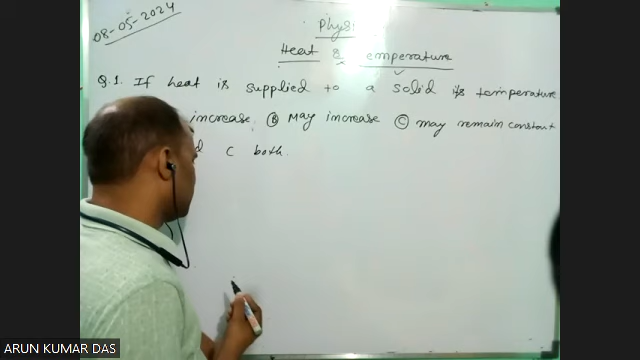 08-05-2024
Physi
Heat & Temperature
Q.1. If heat is supplied to a solid its temperature
increase. (B) May increase (C) may remain constant
d C both.
ARUN KUMAR DAS